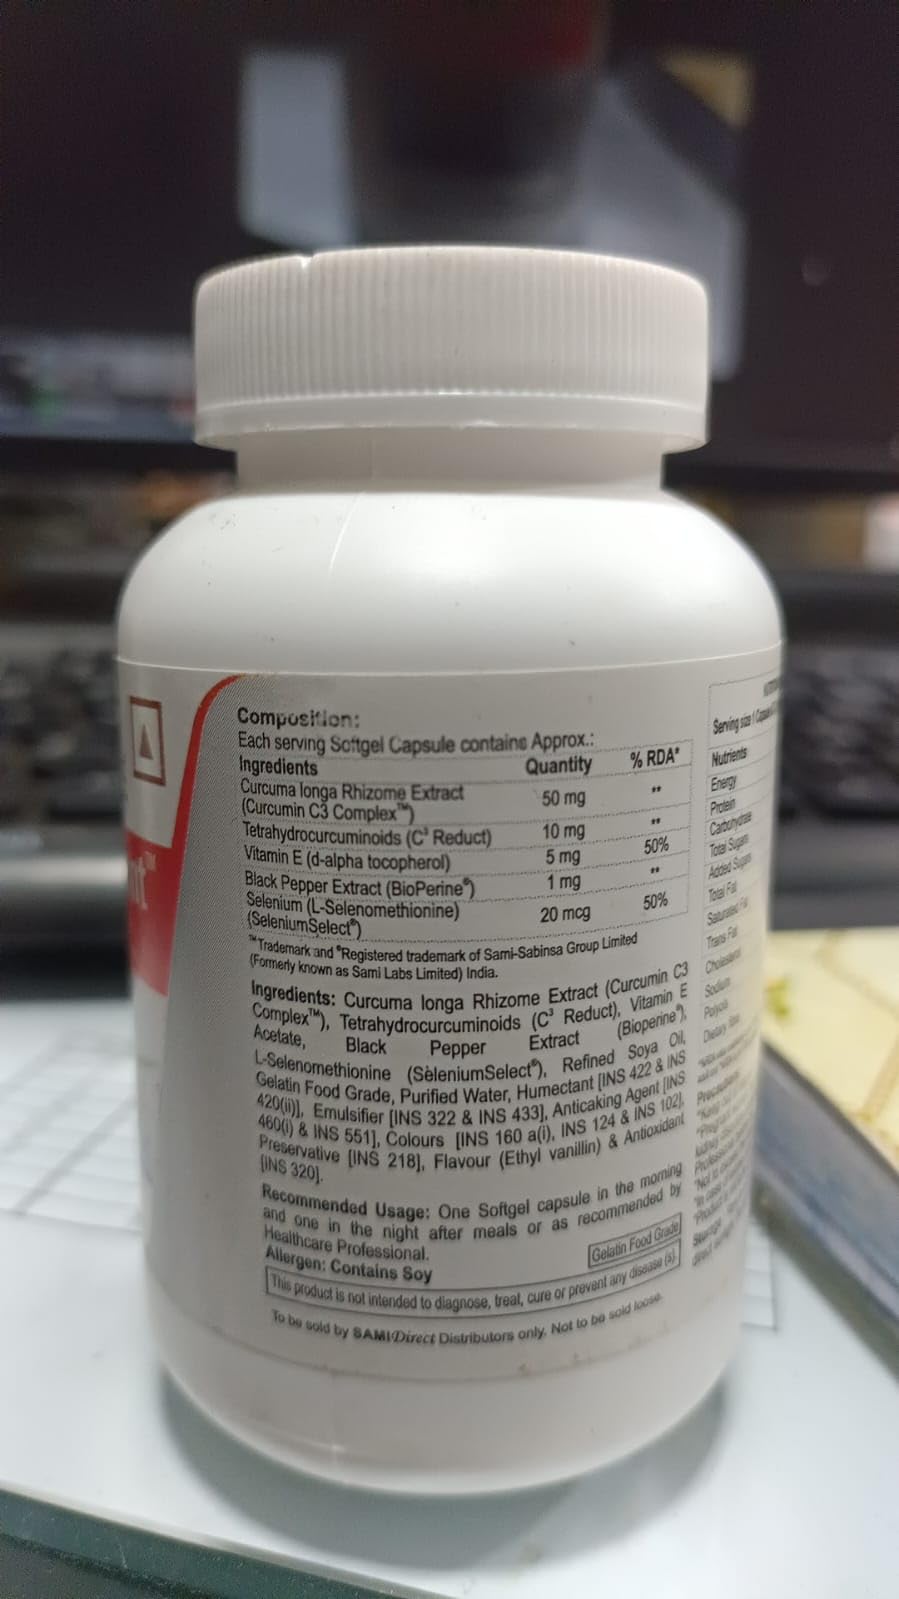 nt™
Composition:
Each serving Softgel Capsule contains Approx.:
Ingredients Quantity % RDA*
Curcuma longa Rhizome Extract
(Curcumin C3 Complex™) 50 mg **
Tetrahydrocurcuminoids (C³ Reduct) 10 mg **
Vitamin E (d-alpha tocopherol) 5 mg 50%
Black Pepper Extract (BioPerine®) 1 mg **
Selenium (L-Selenomethionine)
(SeleniumSelect®) 20 mcg 50%
™Trademark and ®Registered trademark of Sami-Sabinsa Group Limited
(Formerly known as Sami Labs Limited) India.
Ingredients: Curcuma longa Rhizome Extract (Curcumin C3
Complex™), Tetrahydrocurcuminoids (C³ Reduct), Vitamin E
Acetate, Black Pepper Extract (Bioperine®),
L-Selenomethionine (SèleniumSelect®), Refined Soya Oil,
Gelatin Food Grade, Purified Water, Humectant [INS 422 & INS
420(ii)], Emulsifier [INS 322 & INS 433], Anticaking Agent [INS
460(i) & INS 551], Colours [INS 160 a(i), INS 124 & INS 102],
Preservative [INS 218], Flavour (Ethyl vanillin) & Antioxidant
[INS 320].
Recommended Usage: One Softgel capsule in the morning
and one in the night after meals or as recommended by
Healthcare Professional.
Allergen: Contains Soy
Gelatin Food Grade
This product is not intended to diagnose, treat, cure or prevent any disease (s).
To be sold by SAMIDirect Distributors only. Not to be sold loose.
Serving size 1
Nutrients
Energy
Protein
Carbohydrate
Total Sugars
Added Sugars
Total Fat
Saturated Fat
Trans Fat
Cholesterol
Sodium
Polyols
Dietary